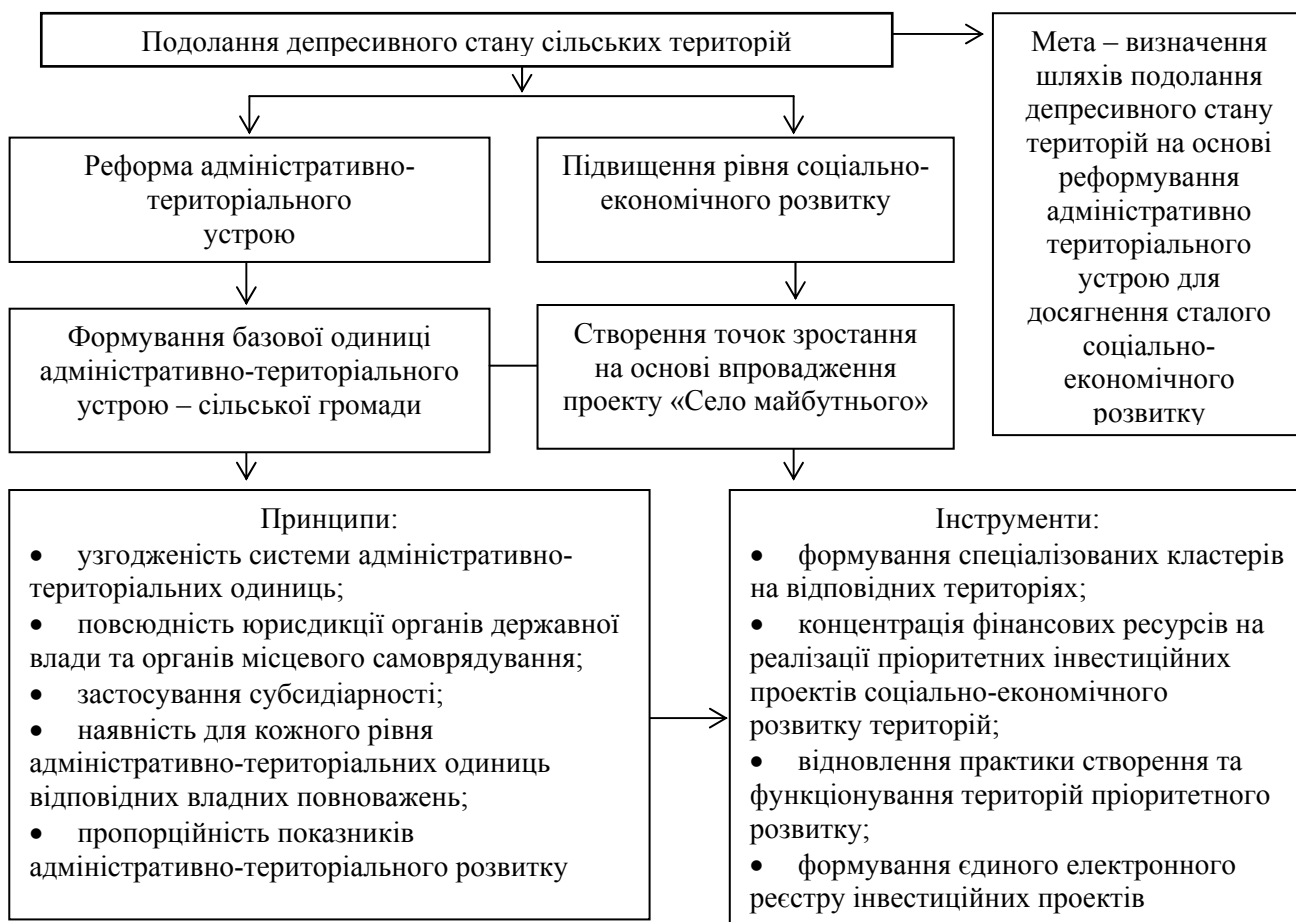 Подолання депресивного стану сільських територій
Мета – визначення
шляхів подолання
депресивного стану
територій на основі
реформування
адміністративно
територіального
устрою для
досягнення сталого
соціально-
економічного
розвитку
Реформа адміністративно-
територіального
устрою
Підвищення рівня соціально-
економічного розвитку
Формування базової одиниці
адміністративно-територіального
устрою – сільської громади
Створення точок зростання
на основі впровадження
проекту «Село майбутнього»
Принципи:
• узгодженість системи адміністративно-
територіальних одиниць;
• повсюдність юрисдикції органів державної
влади та органів місцевого самоврядування;
• застосування субсидіарності;
• наявність для кожного рівня
адміністративно-територіальних одиниць
відповідних владних повноважень;
• пропорційність показників
адміністративно-територіального розвитку
Інструменти:
• формування спеціалізованих кластерів
на відповідних територіях;
• концентрація фінансових ресурсів на
реалізації пріоритетних інвестиційних
проектів соціально-економічного
розвитку територій;
• відновлення практики створення та
функціонування територій пріоритетного
розвитку;
• формування єдиного електронного
реєстру інвестиційних проектів